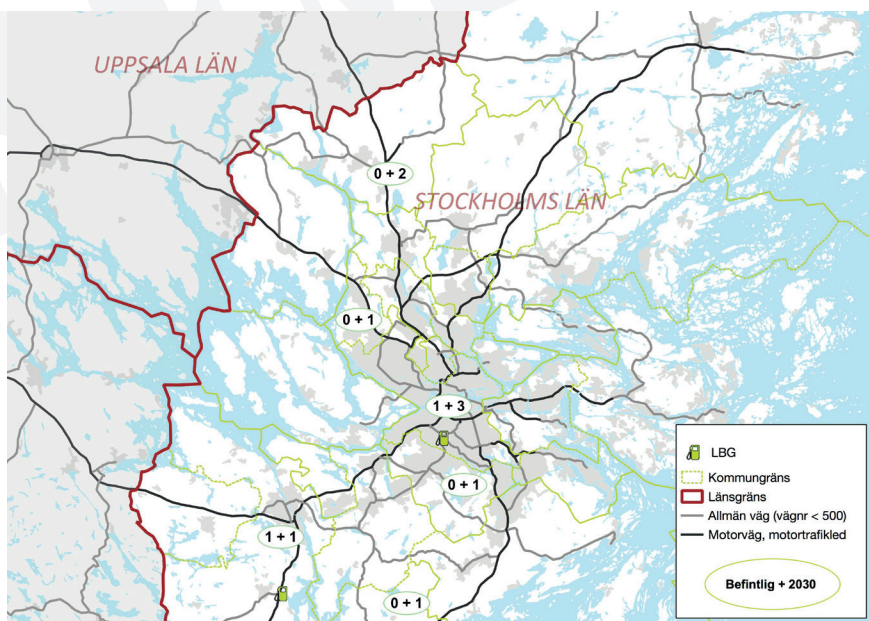 UPPSALA LÄN
0 + 2
STOCKHOLMS LÄN
0 + 1
1 + 3
0 + 1
1 + 1
0 + 1
LBG
Kommungräns
Länsgräns
Allmän väg (vägnr < 500)
Motorväg, motortrafikled
Befintlig + 2030